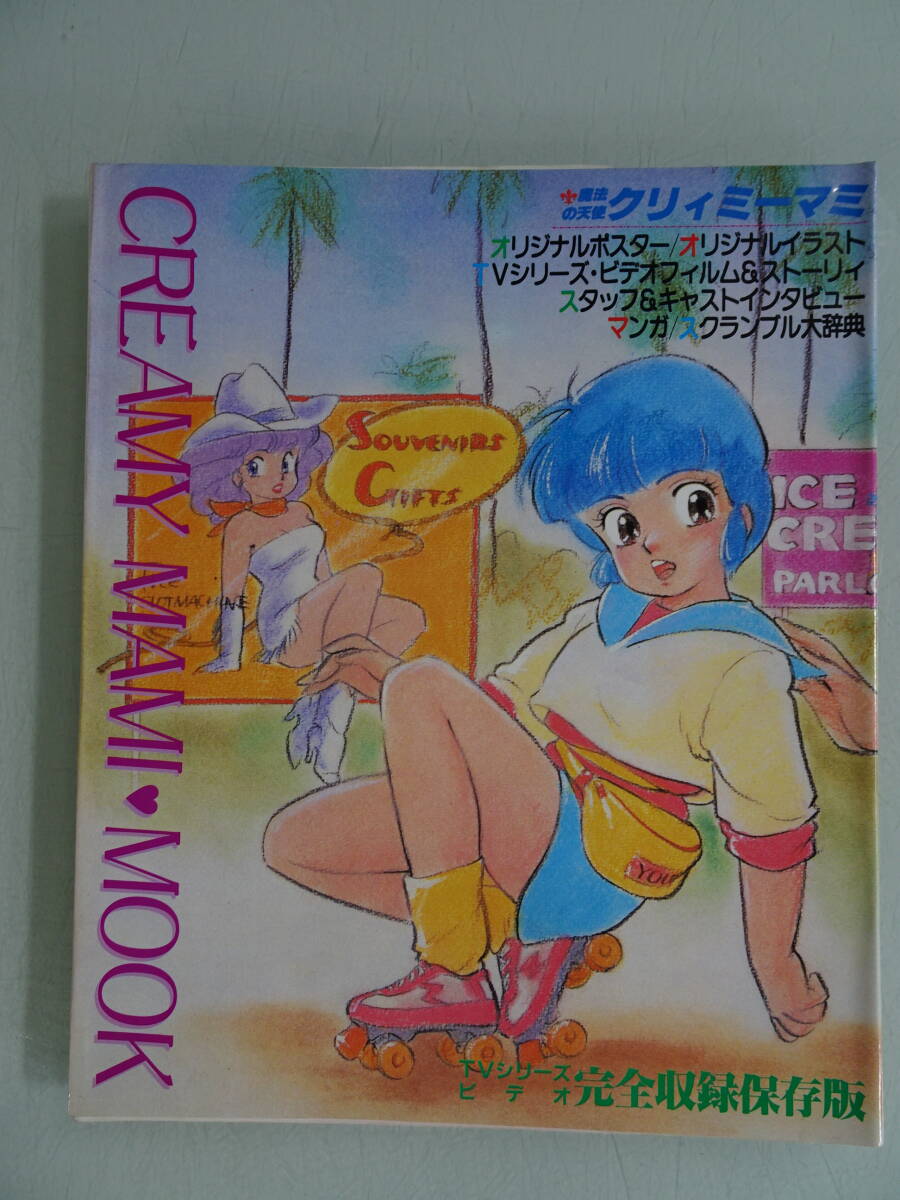 CREAMY MAMI♥MOOK
魔法
の天使
クリィミーマミ
オリジナルポスター/オリジナルイラスト
TVシリーズ・ビデオフィルム&ストーリィ
スタッフ&キャストインタビュー
マンガ/スクランブル大辞典
SOUVENIRS
GIFTS
ICE
CRE
PARL
YOU
TVシリーズ
ビデオ
完全収録保存版